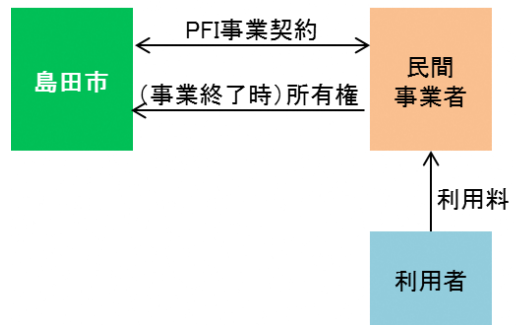 PFI事業契約
島田市
(事業終了時)所有権
民間
事業者
利用料
利用者